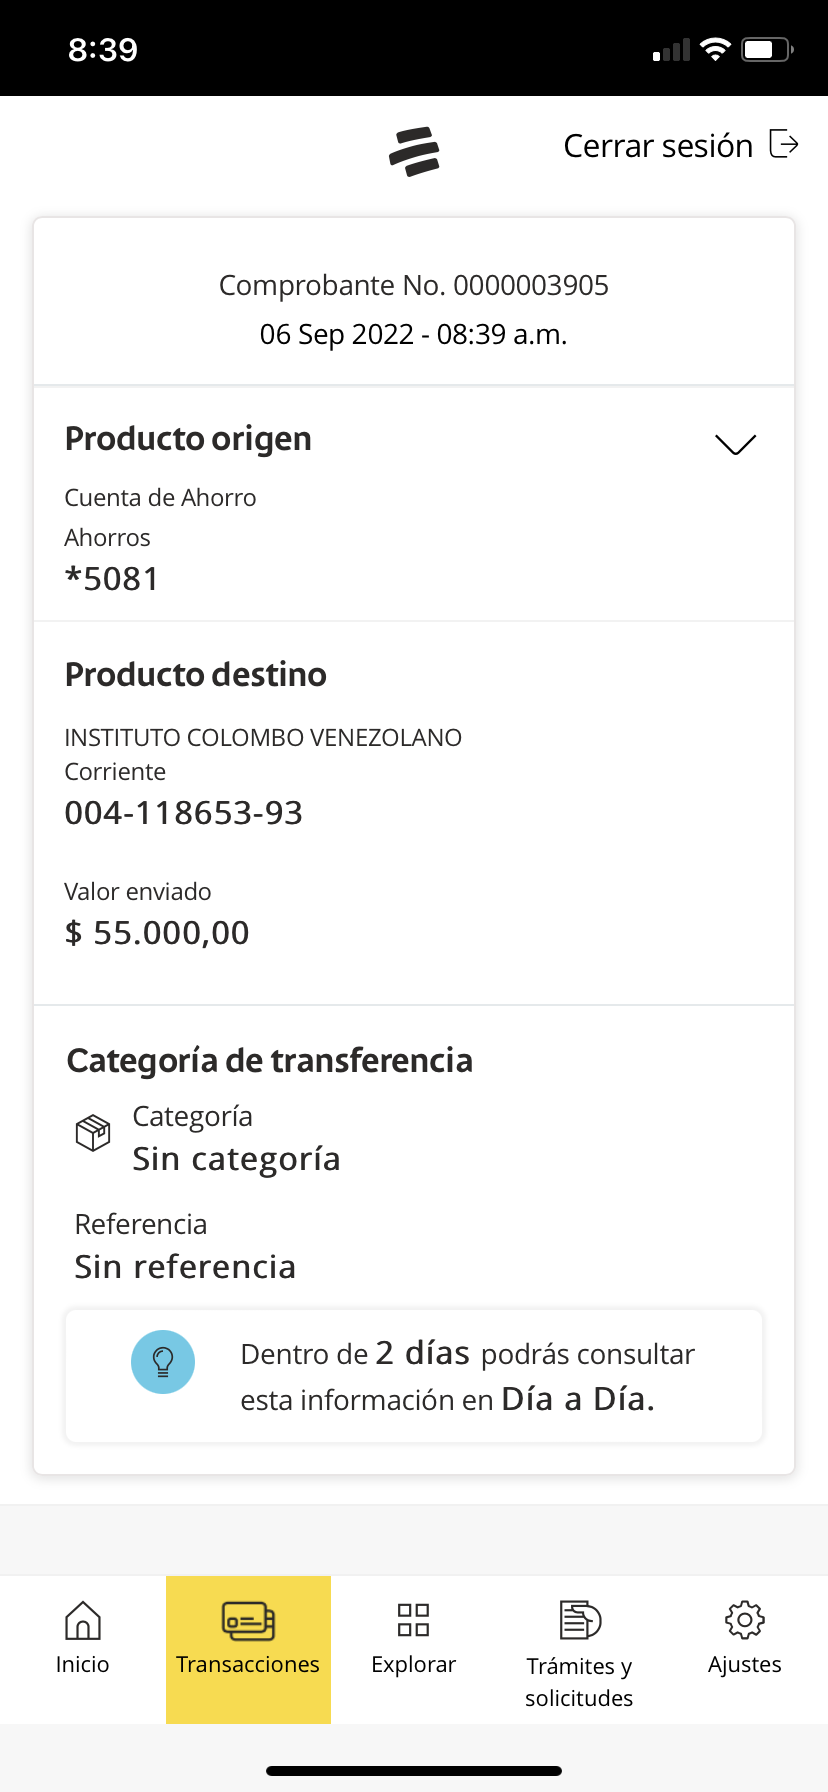 8:39
Cerrar sesión
Comprobante No. 0000003905
06 Sep 2022 - 08:39 a.m.
Producto origen
Cuenta de Ahorro
Ahorros
*5081
Producto destino
INSTITUTO COLOMBO VENEZOLANO
Corriente
004-118653-93
Valor enviado
$ 55.000,00
Categoría de transferencia
Categoría
Sin categoría
Referencia
Sin referencia
Dentro de 2 días podrás consultar
esta información en Día a Día.
Inicio
Transacciones
Explorar
Trámites y
solicitudes
Ajustes